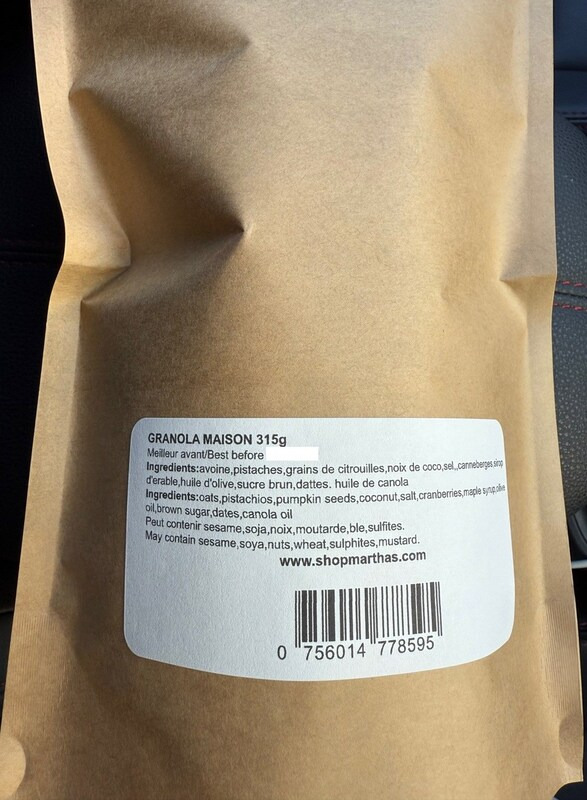 GRANOLA MAISON 315g
Meilleur avant/Best before
Ingredients:avoine,pistaches,grains de citrouilles,noix de coco,sel,,canneberges,sirop
d'erable,huile d'olive,sucre brun,dattes. huile de canola
Ingredients:oats,pistachios,pumpkin seeds,coconut,salt,cranberries,maple syrup,olive
oil,brown sugar,dates,canola oil
Peut contenir sesame,soja,noix,moutarde,ble,sulfites.
May contain sesame,soya,nuts,wheat,sulphites,mustard.
www.shopmarthas.com
0 756014 778595